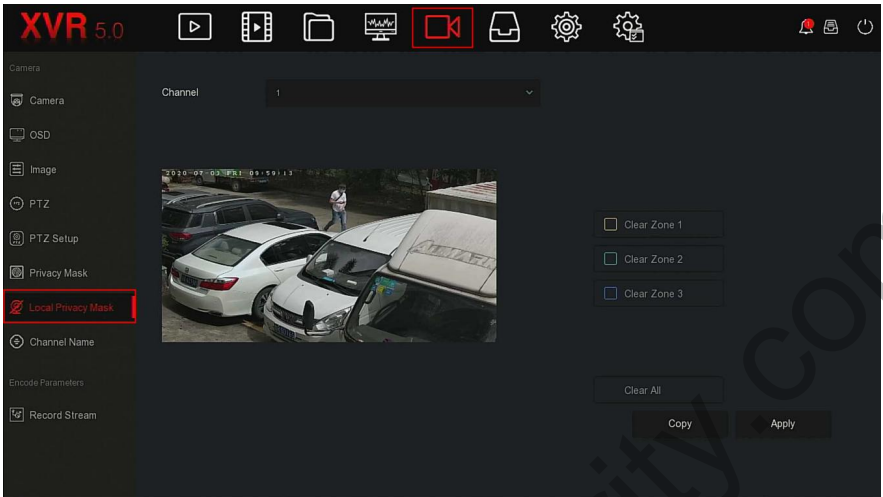 XVR 5.0
Camera
Camera
OSD
Image
PTZ
PTZ Setup
Privacy Mask
Local Privacy Mask
Channel Name
Encode Parameters
Record Stream
Channel
1
2020-07-03 FRI 09:59:13
Clear Zone 1
Clear Zone 2
Clear Zone 3
Clear All
Copy
Apply